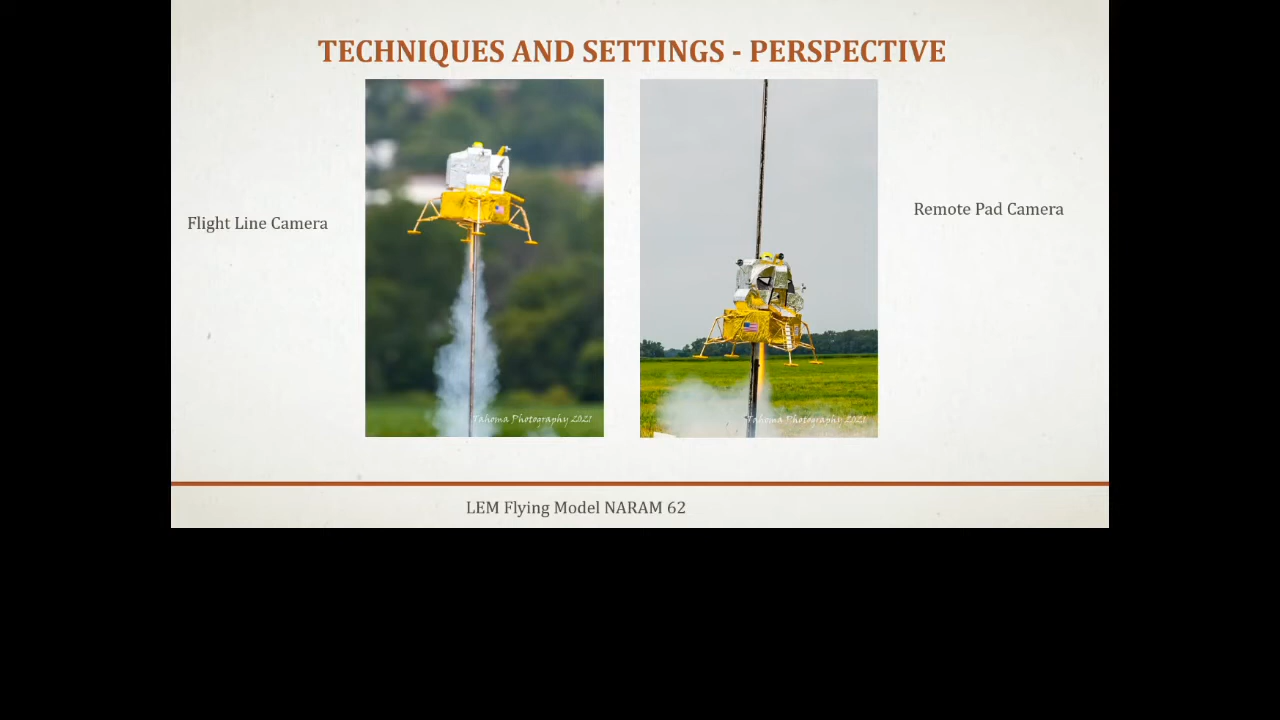 TECHNIQUES AND SETTINGS - PERSPECTIVE
Flight Line Camera
Remote Pad Camera
Tahoma Photography 2021
Tahoma Photography 2021
LEM Flying Model NARAM 62